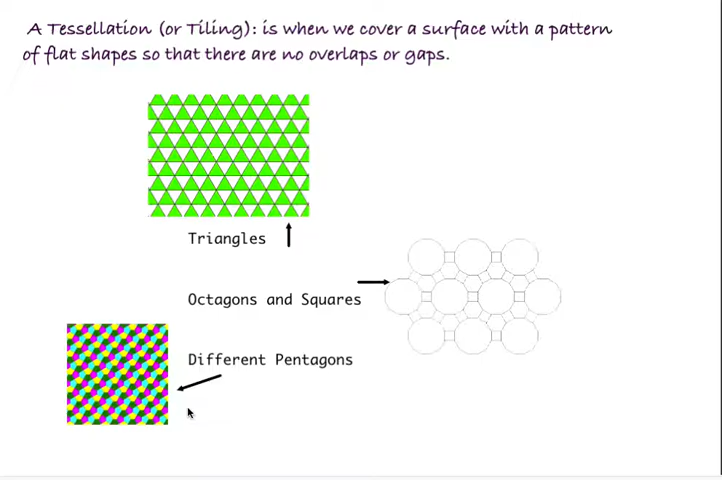 A Tessellation (or Tiling): is when we cover a surface with a pattern
of flat shapes so that there are no overlaps or gaps.
Triangles
Octagons and Squares
Different Pentagons